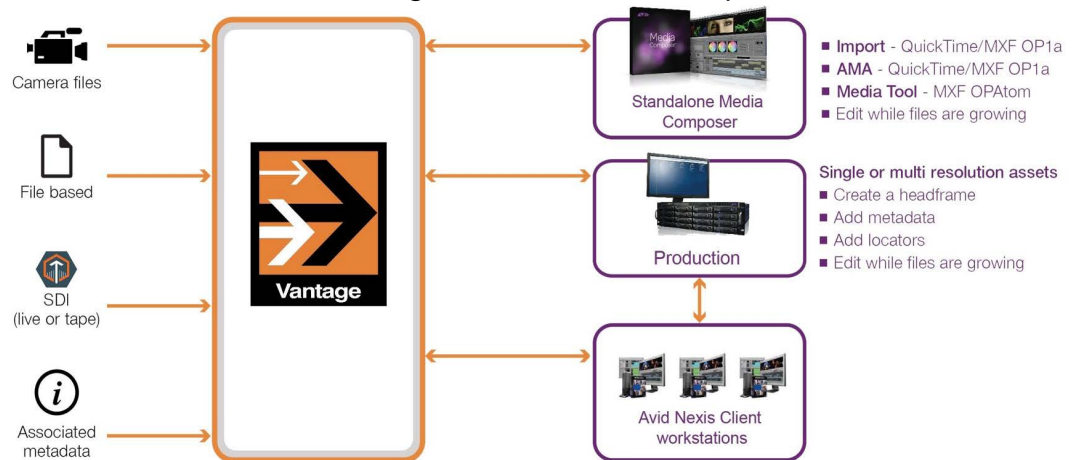 Camera files
File based
SDI
(live or tape)
Associated
metadata
Vantage
Media
Composer
Standalone Media
Composer
■ Import - QuickTime/MXF OP1a
■ AMA - QuickTime/MXF OP1a
■ Media Tool - MXF OPAtom
■ Edit while files are growing
Production
Single or multi resolution assets
■ Create a headframe
■ Add metadata
■ Add locators
■ Edit while files are growing
Avid Nexis Client
workstations